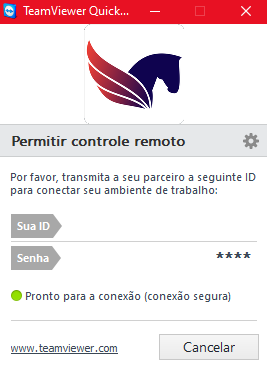 TeamViewer Quick...
Permitir controle remoto
Por favor, transmita a seu parceiro a seguinte ID
para conectar seu ambiente de trabalho:
Sua ID
Senha ****
Pronto para a conexão (conexão segura)
www.teamviewer.com
Cancelar